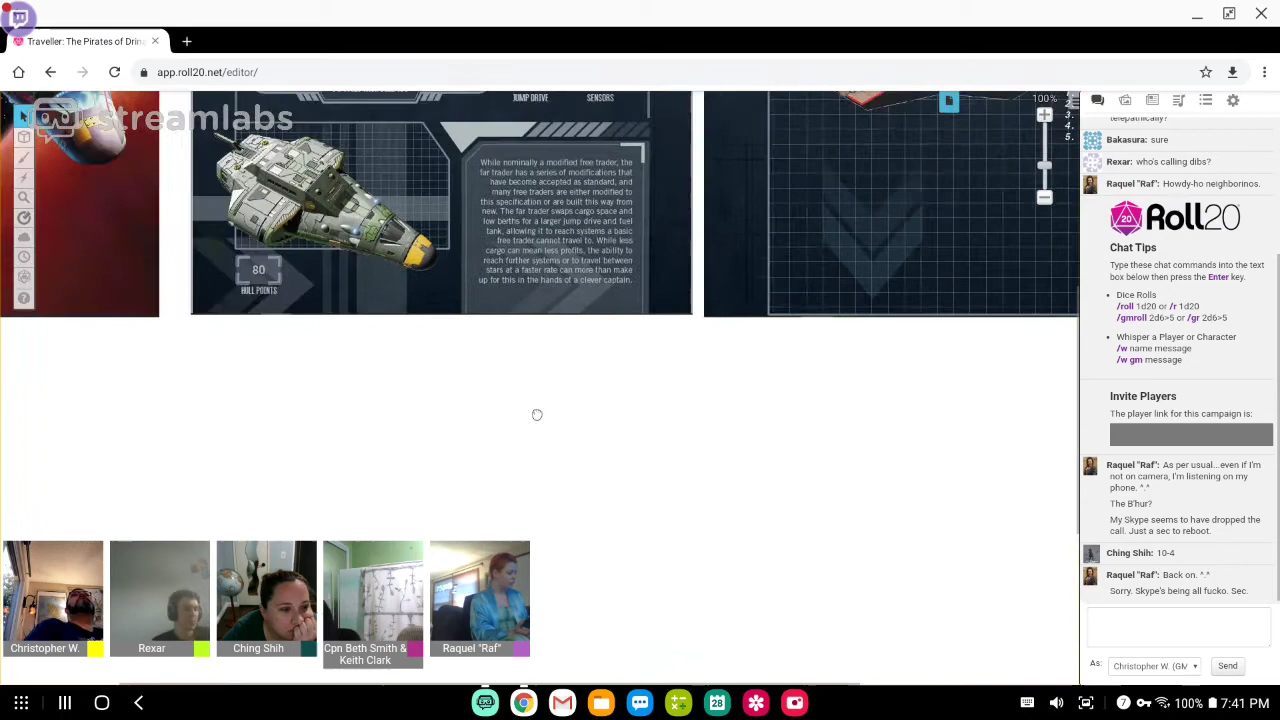 Traveller: The Pirates of Drina
app.roll20.net/editor/
streamlabs
JUMP DRIVE
SENSORS
While nominally a modified free trader, the
far trader has a series of modifications that
have become accepted as standard, and
many free traders are either modified to
this specification or are built this way from
new. The far trader swaps cargo space and
low berths for a larger jump drive and fuel
tank, allowing it to reach systems a basic
free trader cannot travel to. While less
cargo can mean less profits, the ability to
reach further systems or to travel between
stars at a faster rate can more than make
up for this in the hands of a clever captain.
80
HULL POINTS
100%
3.
4.
5.
telepathically?
Bakasura: sure
Rexar: who's calling dibs?
Raquel "Raf": Howdy-ho neighborinos.
20
Roll20
Chat Tips
Type these chat commands into the text
box below then press the Enter key.
• Dice Rolls
/roll 1d20 or /r 1d20
/gmroll 2d6>5 or /gr 2d6>5
• Whisper a Player or Character
/w name message
/w gm message
Invite Players
The player link for this campaign is:
Raquel "Raf": As per usual...even if I'm
not on camera, I'm listening on my
phone. ^.^
The B'hur?
My Skype seems to have dropped the
call. Just a sec to reboot.
Ching Shih: 10-4
Raquel "Raf": Back on. ^.^
Sorry. Skype's being all fucko. Sec.
As: Christopher W. (GM
Send
Christopher W.
Rexar
Ching Shih
Cpn Beth Smith &
Keith Clark
Raquel "Raf"
28
7
100%
7:41 PM